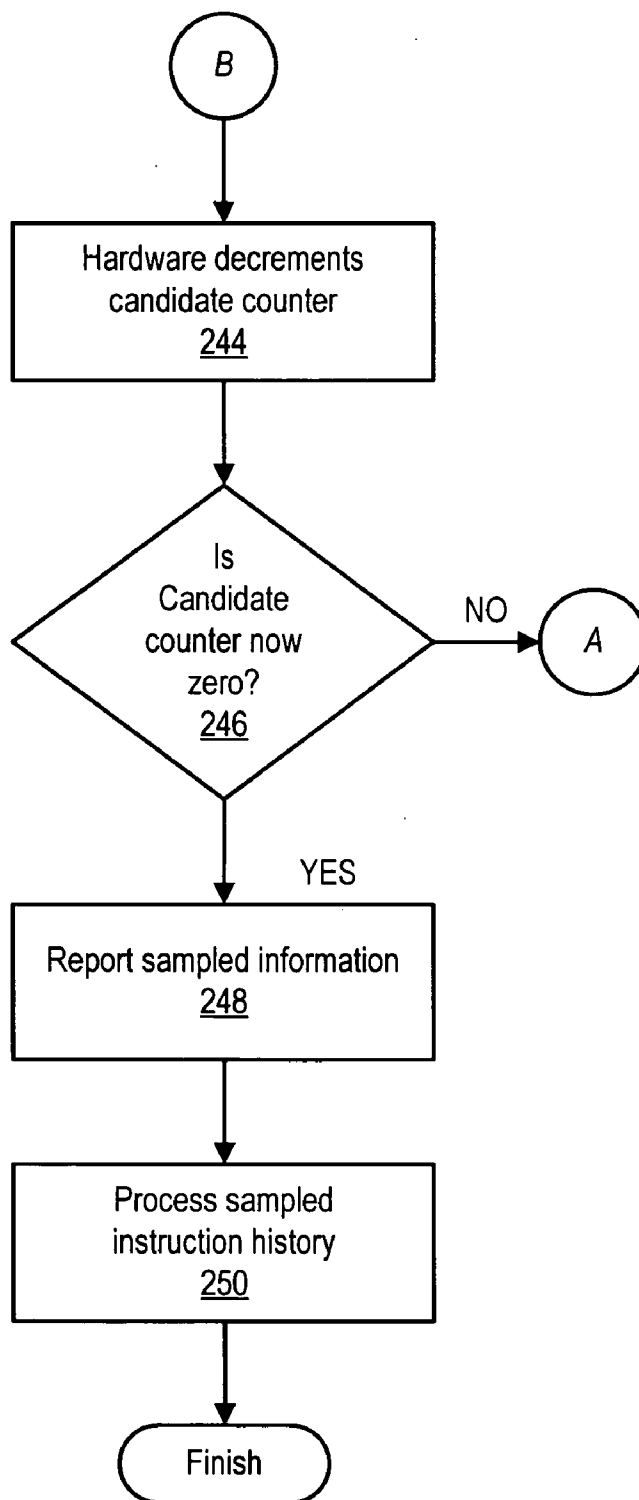 B
Hardware decrements
candidate counter
244
Is
Candidate
counter now
zero?
246
NO
A
YES
Report sampled information
248
Process sampled
instruction history
250
Finish